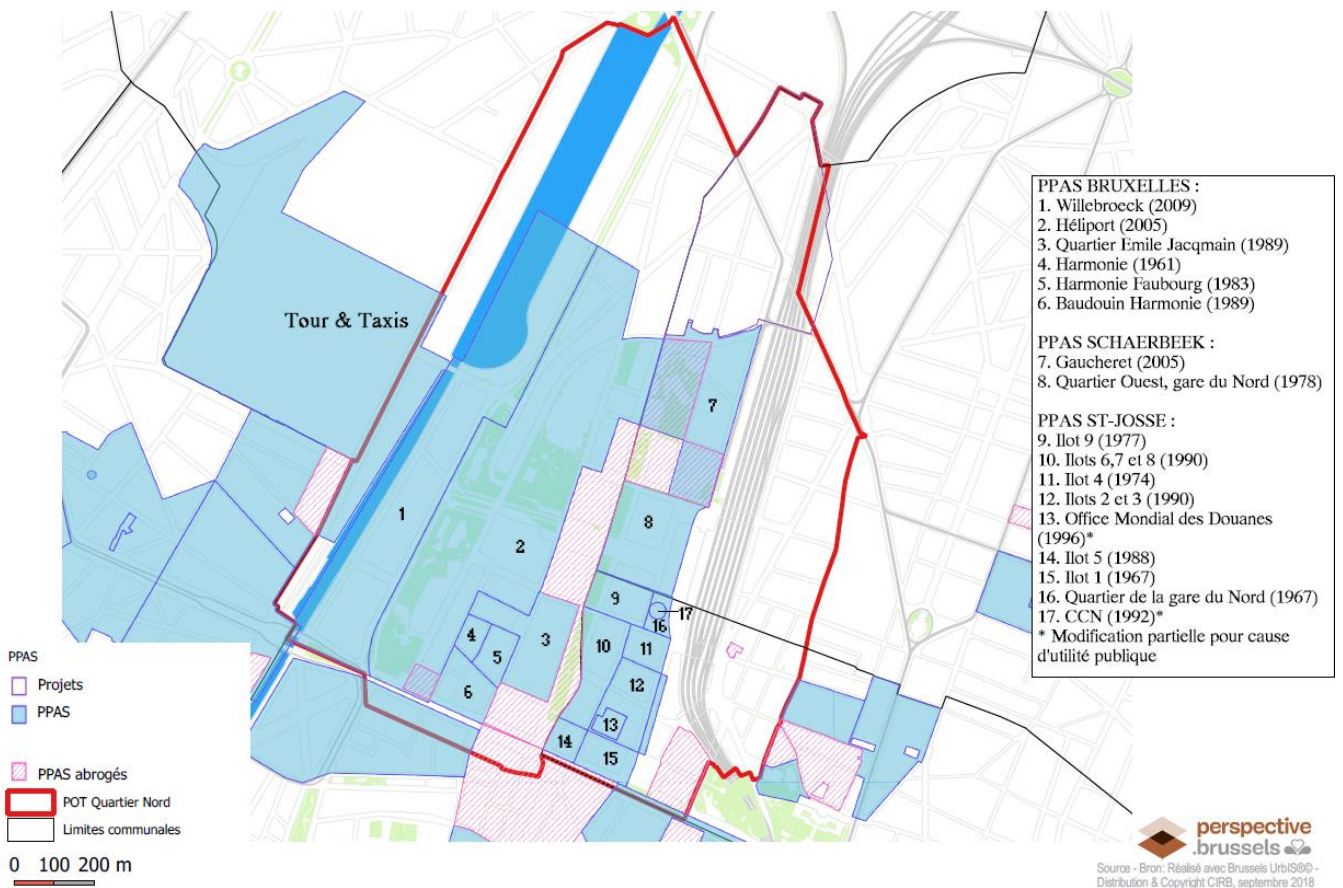 Tour & Taxis
1
2
3
4
5
6
7
8
9
10
11
12
13
14
15
16
17
PPAS BRUXELLES :
1. Willebroeck (2009)
2. Héliport (2005)
3. Quartier Emile Jacqmain (1989)
4. Harmonie (1961)
5. Harmonie Faubourg (1983)
6. Baudouin Harmonie (1989)
PPAS SCHAERBEEK :
7. Gaucheret (2005)
8. Quartier Ouest, gare du Nord (1978)
PPAS ST-JOSSE :
9. Ilot 9 (1977)
10. Ilots 6,7 et 8 (1990)
11. Ilot 4 (1974)
12. Ilots 2 et 3 (1990)
13. Office Mondial des Douanes
(1996)*
14. Ilot 5 (1988)
15. Ilot 1 (1967)
16. Quartier de la gare du Nord (1967)
17. CCN (1992)*
* Modification partielle pour cause
d'utilité publique
PPAS
Projets
PPAS
PPAS abrogés
POT Quartier Nord
Limites communales
0 100 200 m
perspective
.brussels
Source - Bron: Réalisé avec Brussels UrbIS®© -
Distribution & Copyright CIRB, septembre 2018